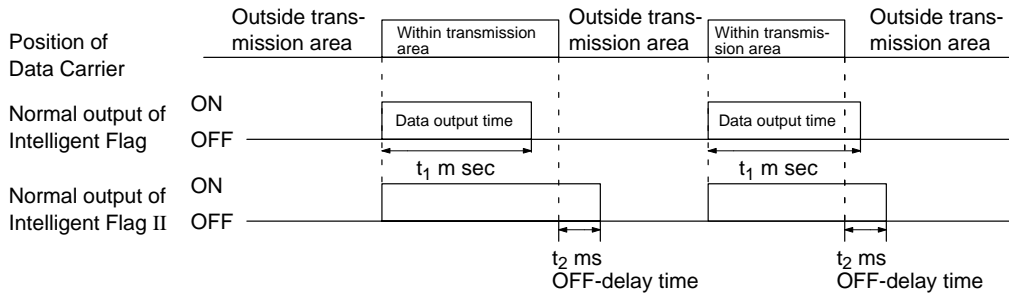 Outside trans-
mission area
Within transmission
area
Outside trans-
mission area
Within transmis-
sion area
Outside trans-
mission area
Position of
Data Carrier
Normal output of
Intelligent Flag
ON
OFF
Data output time
t1 m sec
Data output time
t1 m sec
Normal output of
Intelligent Flag II
ON
OFF
t2 ms
OFF-delay time
t2 ms
OFF-delay time